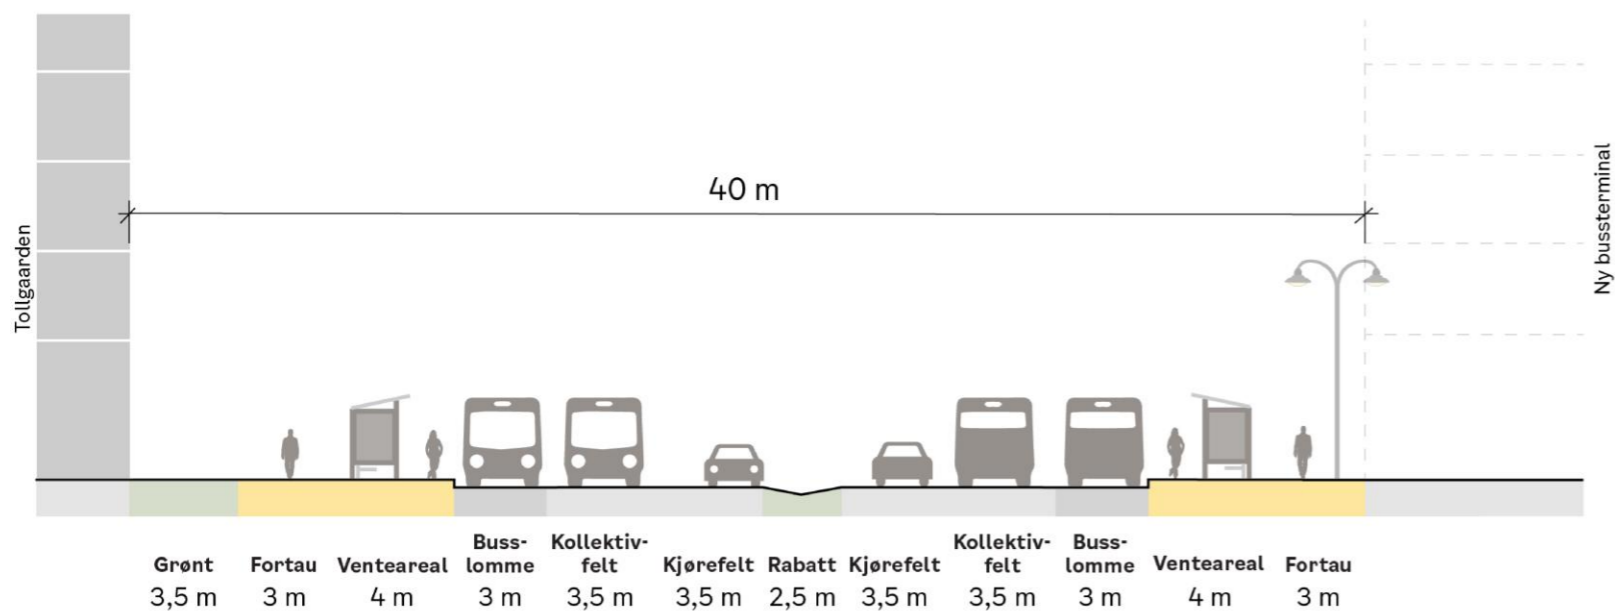 40 m
Tollgaarden
Ny bussterminal
Grønt
3,5 m
Fortau
3 m
Venteareal
4 m
Buss-
lomme
3 m
Kollektiv-
felt
3,5 m
Kjørefelt
3,5 m
Rabatt
2,5 m
Kjørefelt
3,5 m
Kollektiv-
felt
3,5 m
Buss-
lomme
3 m
Venteareal
4 m
Fortau
3 m